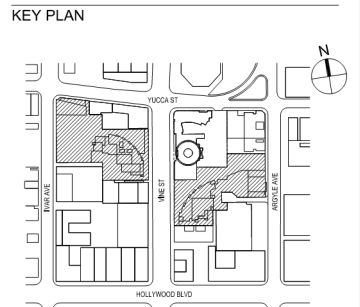 KEY PLAN
N
YUCCA ST
IVAR AVE
VINE ST
ARGYLE AVE
HOLLYWOOD BLVD